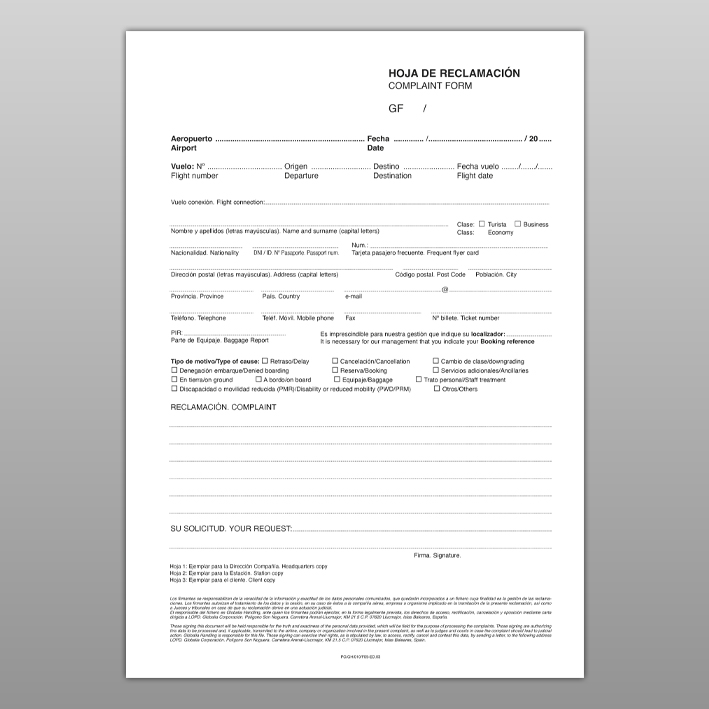 HOJA DE RECLAMACIÓN
COMPLAINT FORM
GF /
Aeropuerto ........ Fecha ........ /........ / 20 ......
Airport Date
Vuelo: Nº ........ Origen ........ Destino ........ Fecha vuelo ......../......../........
Flight number Departure Destination Flight date
Vuelo conexión. Flight connection:........
Clase: ☐ Turista ☐ Business
Nombre y apellidos (letras mayúsculas). Name and surname (capital letters) Class: Economy
Num.: ........
Nacionalidad. Nationality DNI / ID. Nº Pasaporte. Passport num. Tarjeta pasajero frecuente. Frequent flyer card
Dirección postal (letras mayúsculas). Address (capital letters) Código postal. Post Code Población. City
@
Provincia. Province País. Country e-mail
Teléfono. Telephone Teléf. Móvil. Mobile phone Fax Nº billete. Ticket number
PIR:........ Es imprescindible para nuestra gestión que indique su localizador:........
Parte de Equipaje. Baggage Report It is necessary for our management that you indicate your Booking reference
Tipo de motivo/Type of cause: ☐ Retraso/Delay ☐ Cancelación/Cancellation ☐ Cambio de clase/downgrading
☐ Denegación embarque/Denied boarding ☐ Reserva/Booking ☐ Servicios adicionales/Ancillaries
☐ En tierra/on ground ☐ A bordo/on board ☐ Equipaje/Baggage ☐ Trato personal/Staff treatment
☐ Discapacidad o movilidad reducida (PMR)/Disability or reduced mobility (PWD/PRM) ☐ Otros/Others
RECLAMACIÓN. COMPLAINT
SU SOLICITUD. YOUR REQUEST:........
Firma. Signature.
Hoja 1: Ejemplar para la Dirección Compañía. Headquarters copy
Hoja 2: Ejemplar para la Estación. Station copy
Hoja 3: Ejemplar para el cliente. Client copy